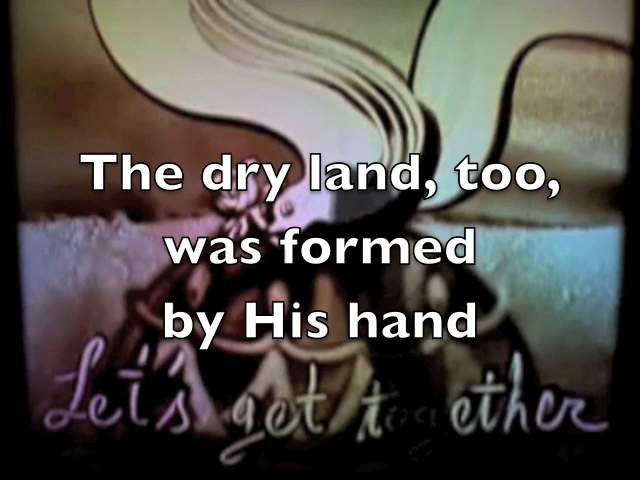 The dry land, too,
was formed
by His hand
Let's get together